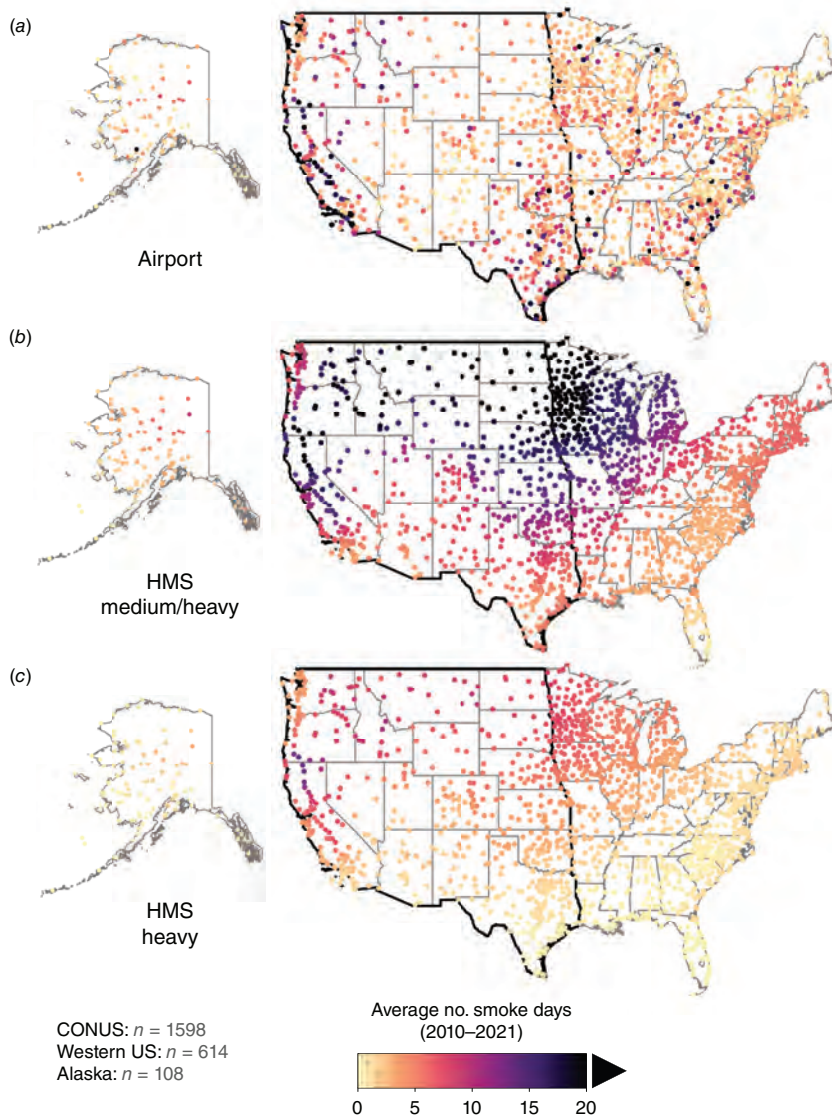 (a)
Airport
(b)
HMS
medium/heavy
(c)
HMS
heavy
CONUS: n = 1598
Western US: n = 614
Alaska: n = 108
Average no. smoke days
(2010–2021)
0 5 10 15 20